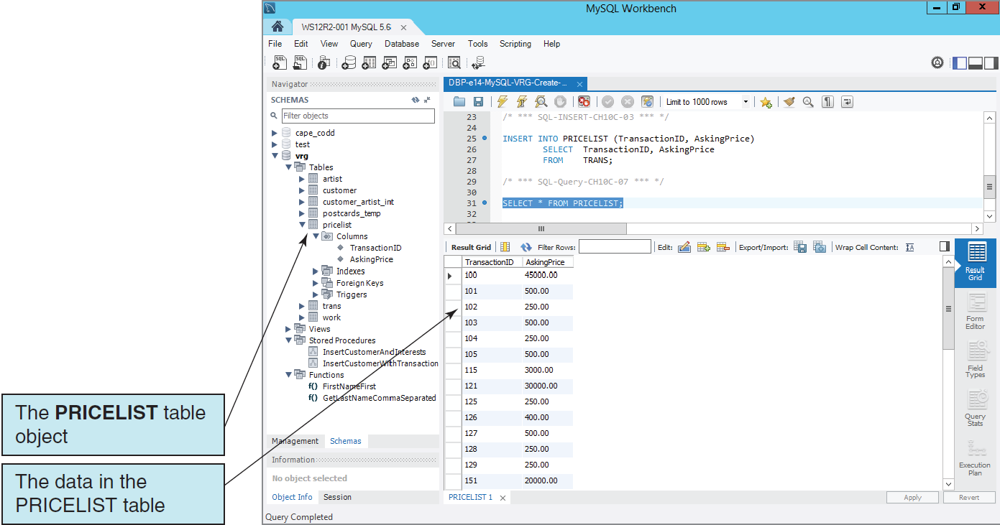 MySQL Workbench
WS12R2-001 MySQL 5.6
File Edit View Query Database Server Tools Scripting Help
Navigator
SCHEMAS
Filter objects
cape_codd
test
vrg
Tables
artist
customer
customer_artist_int
postcards_temp
pricelist
Columns
TransactionID
AskingPrice
Indexes
Foreign Keys
Triggers
trans
work
Views
Stored Procedures
InsertCustomerAndInterests
InsertCustomerWithTransaction
Functions
f() FirstNameFirst
f() GetLastNameCommaSeparated
Management Schemas
Information
No object selected
Object Info Session
Query Completed
DBP-e14-MySQL-VRG-Create-...
Limit to 1000 rows
23 /* *** SQL-INSERT-CH10C-03 *** */
24
25 INSERT INTO PRICELIST (TransactionID, AskingPrice)
26 SELECT TransactionID, AskingPrice
27 FROM TRANS;
28
29 /* *** SQL-Query-CH10C-07 *** */
30
31 SELECT * FROM PRICELIST;
32
Result Grid Filter Rows: Edit: Export/Import: Wrap Cell Content:
TransactionID AskingPrice
100 45000.00
101 500.00
102 250.00
103 500.00
104 250.00
105 500.00
115 3000.00
121 30000.00
125 250.00
126 400.00
127 500.00
128 250.00
129 250.00
151 20000.00
PRICELIST 1
Apply Revert
Result
Grid
Form
Editor
Field
Types
Query
Stats
Execution
Plan
The PRICELIST table
object
The data in the
PRICELIST table